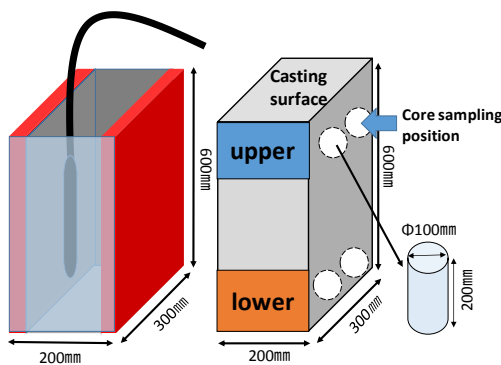 600㎜
300㎜
200㎜
Casting
surface
upper
lower
Core sampling
position
600㎜
300㎜
200㎜
Φ100㎜
200㎜